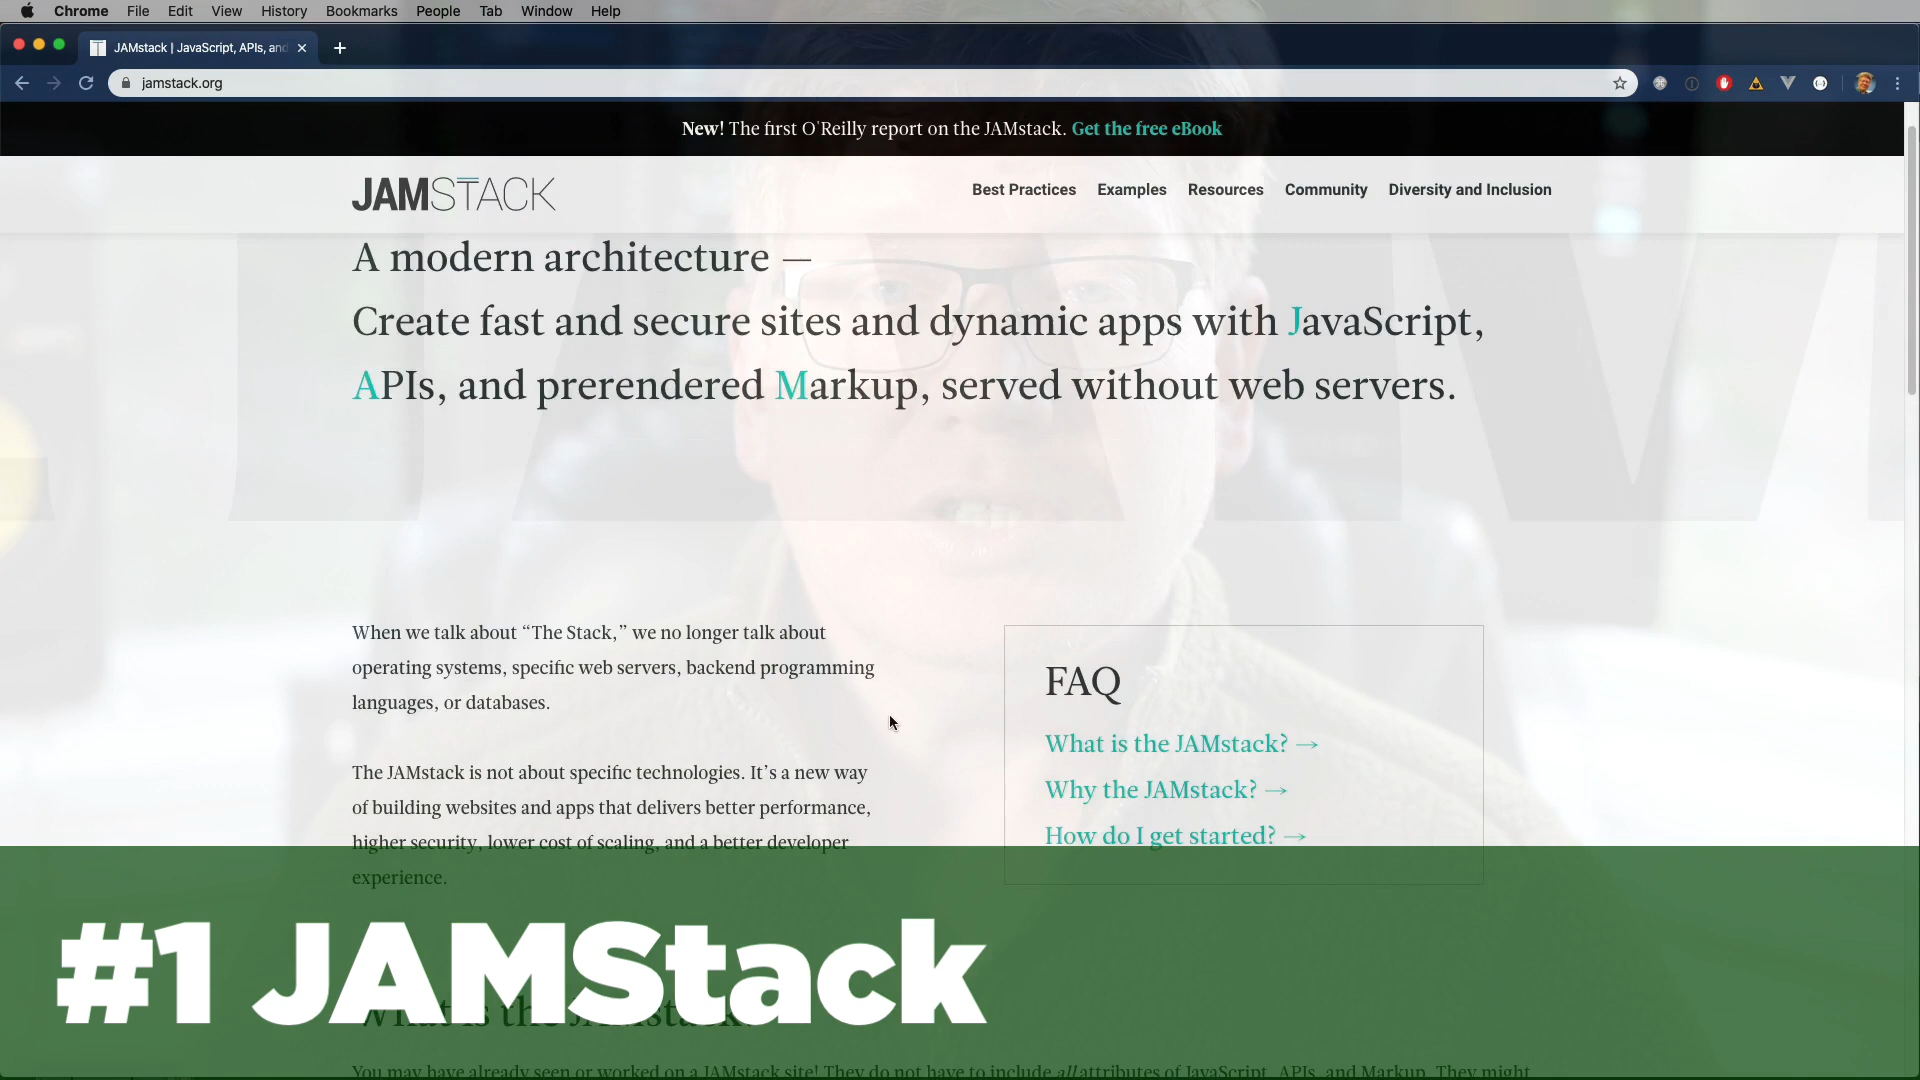 Chrome File Edit View History Bookmarks People Tab Window Help
JAMstack | JavaScript, APIs, and
jamstack.org
New! The first O'Reilly report on the JAMstack. Get the free eBook
JAMSTACK
Best Practices Examples Resources Community Diversity and Inclusion
A modern architecture —
Create fast and secure sites and dynamic apps with JavaScript,
APIs, and prerendered Markup, served without web servers.
When we talk about “The Stack,” we no longer talk about
operating systems, specific web servers, backend programming
languages, or databases.
The JAMstack is not about specific technologies. It’s a new way
of building websites and apps that delivers better performance,
higher security, lower cost of scaling, and a better developer
experience.
FAQ
What is the JAMstack? →
Why the JAMstack? →
How do I get started? →
#1 JAMStack
What is the JAMstack?
You may have already seen or worked on a JAMstack site! They do not have to include all attributes of JavaScript, APIs, and Markup. They might